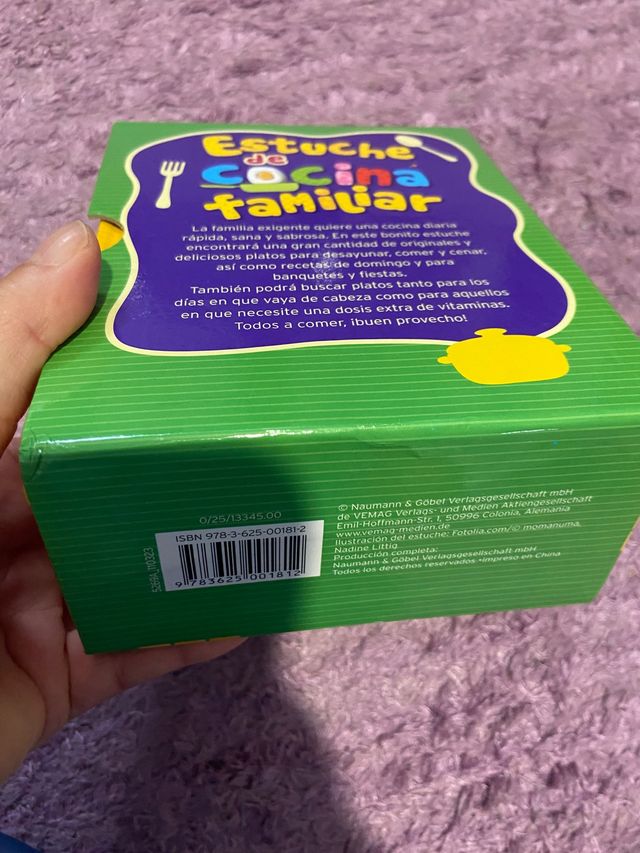 Estuche
de
cocina
familiar
La familia exigente quiere una cocina diaria
rápida, sana y sabrosa. En este bonito estuche
encontrará una gran cantidad de originales y
deliciosos platos para desayunar, comer y cenar,
así como recetas de domingo y para
banquetes y fiestas.
También podrá buscar platos tanto para los
días en que vaya de cabeza como para aquellos
en que necesite una dosis extra de vitaminas.
Todos a comer, ¡buen provecho!
0/25/13345.00
ISBN 978-3-625-00181-2
9 783625 001812
5269A_110323
© Naumann & Göbel Verlagsgesellschaft mbH
de VEMAG Verlags- und Medien Aktiengesellschaft
Emil-Hoffmann-Str. 1, 50996 Colonia, Alemania
www.vemag-medien.de
Ilustración del estuche: Fotolia.com/© momanuma,
Nadine Littig
Producción completa:
Naumann & Göbel Verlagsgesellschaft mbH
Todos los derechos reservados •Impreso en China